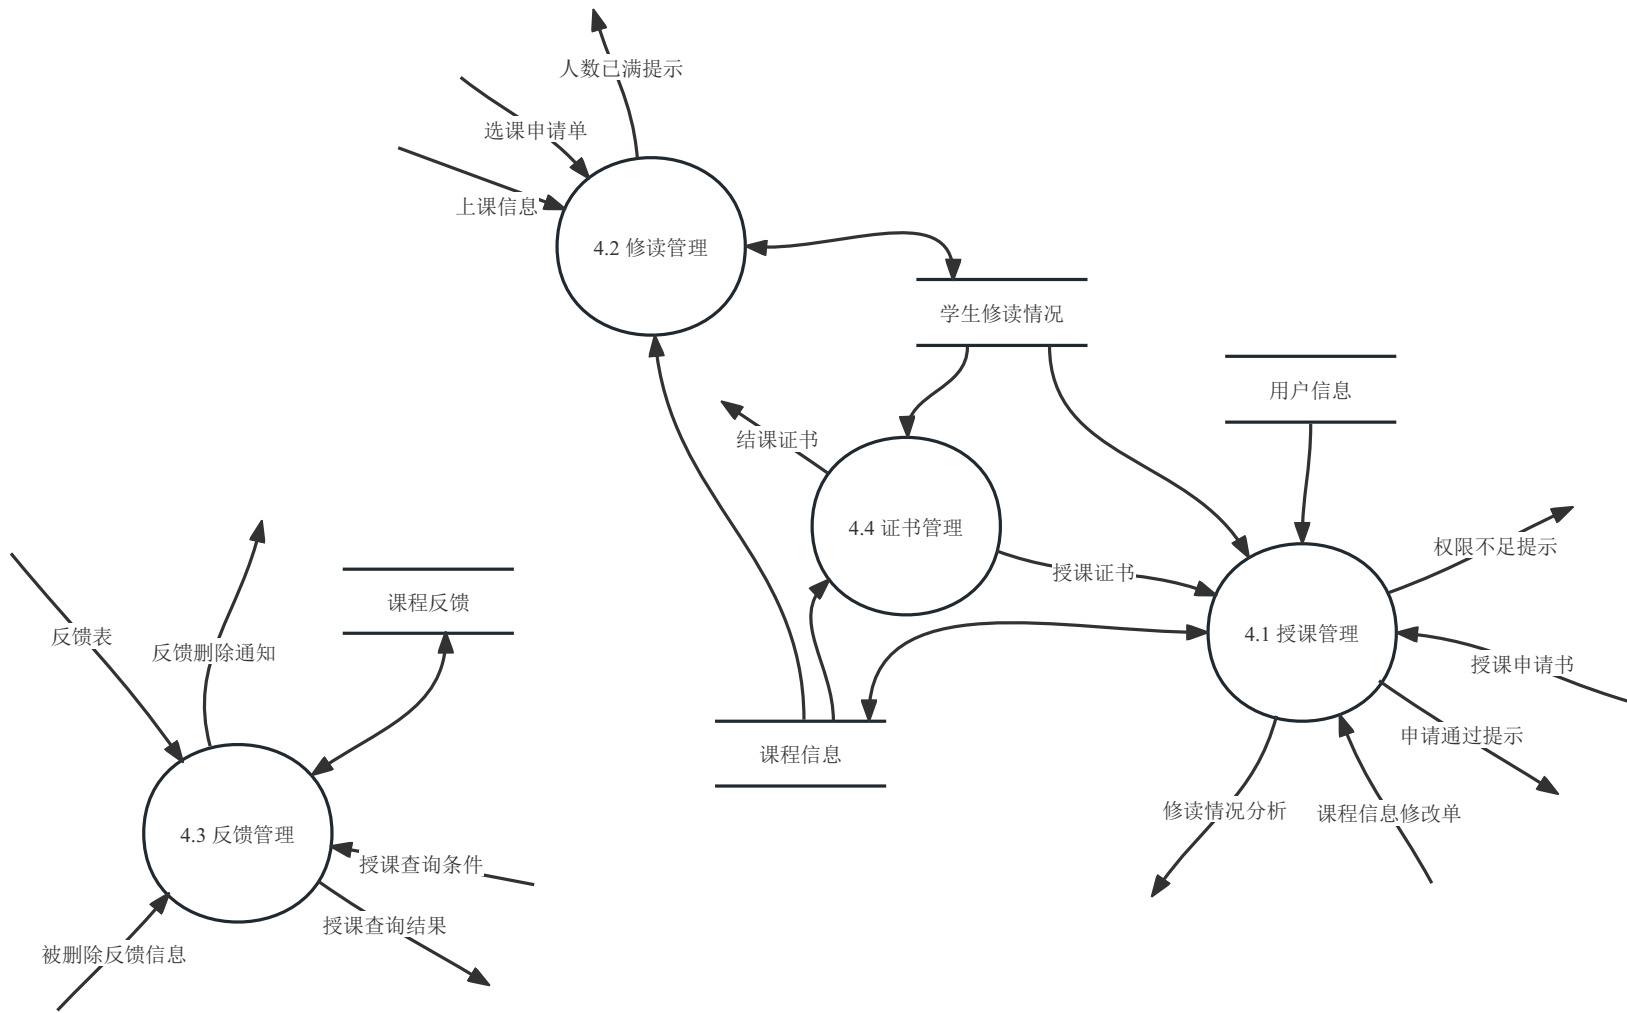 人数已满提示
选课申请单
上课信息
4.2 修读管理
学生修读情况
用户信息
结课证书
4.4 证书管理
权限不足提示
授课证书
课程反馈
反馈表
反馈删除通知
4.1 授课管理
授课申请书
申请通过提示
课程信息
修读情况分析
课程信息修改单
4.3 反馈管理
授课查询条件
授课查询结果
被删除反馈信息